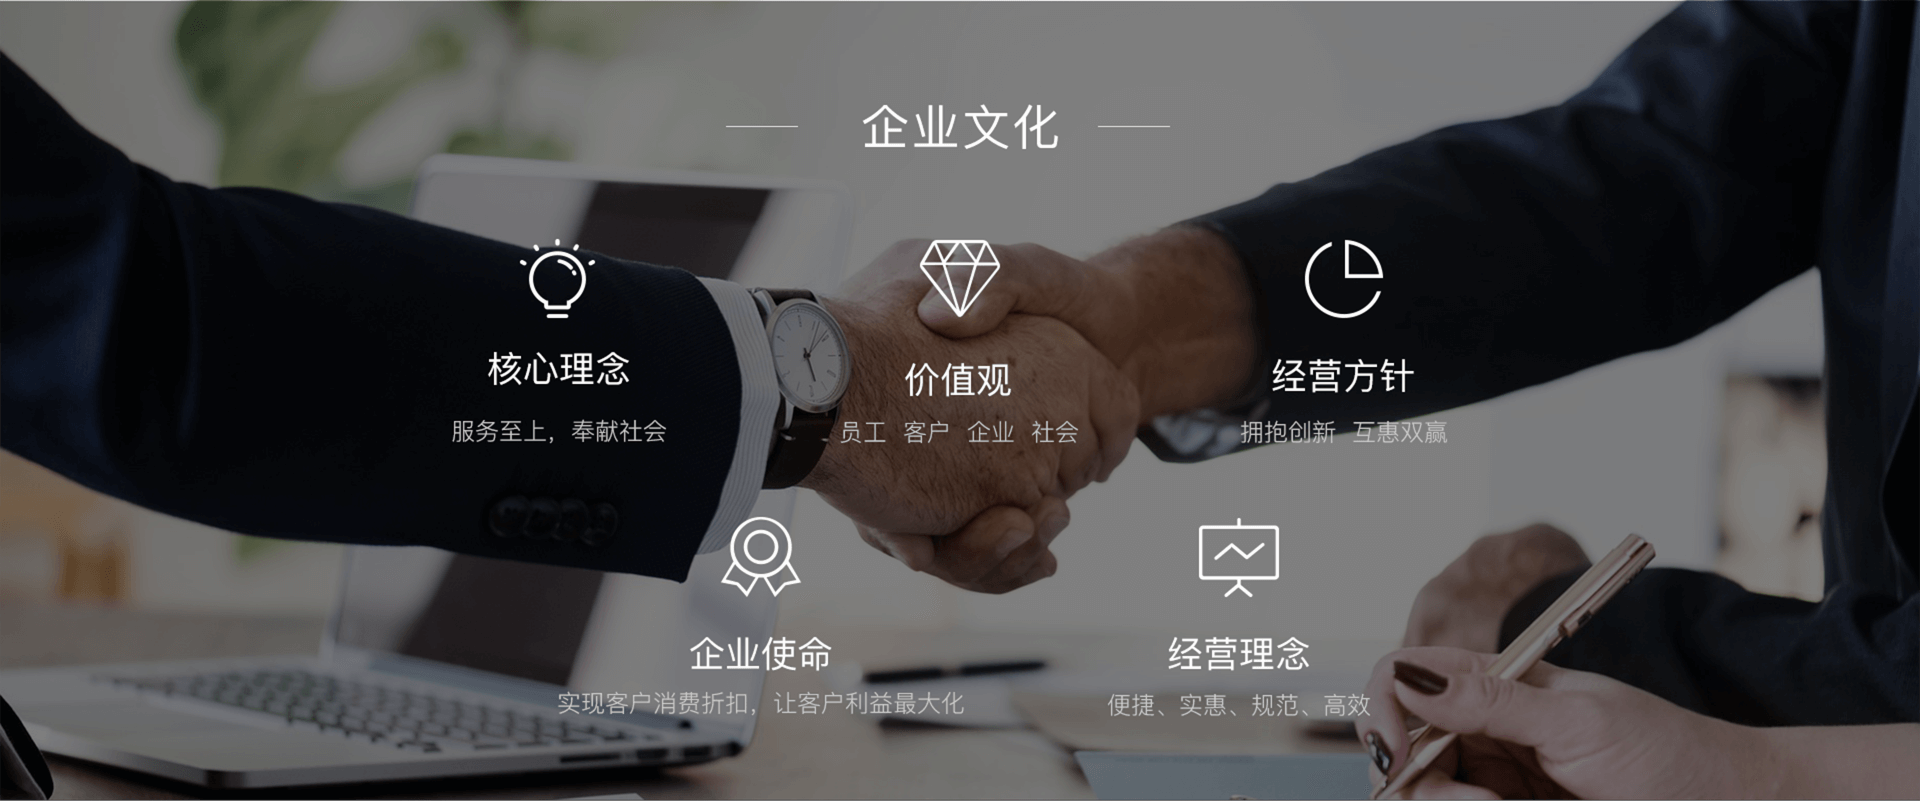 企业文化
核心理念
服务至上，奉献社会
价值观
员工 客户 企业 社会
经营方针
拥抱创新 互惠双赢
企业使命
实现客户消费折扣，让客户利益最大化
经营理念
便捷、实惠、规范、高效